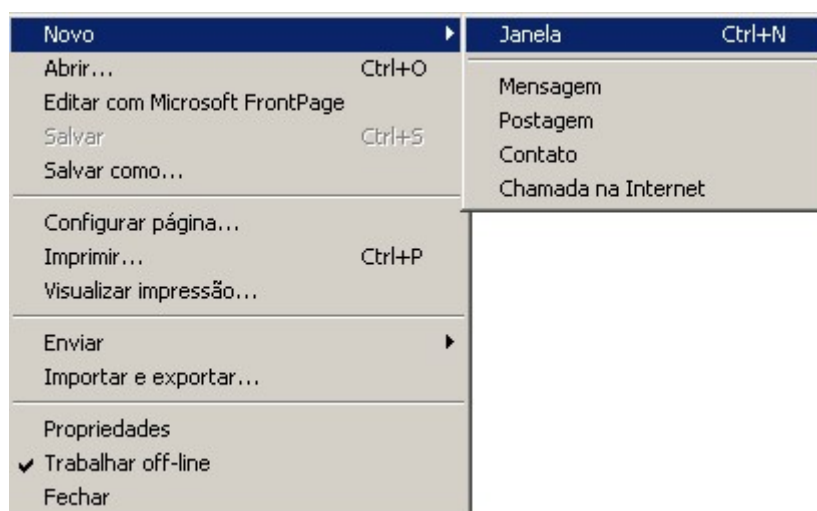 Novo
Abrir... Ctrl+O
Editar com Microsoft FrontPage
Salvar Ctrl+S
Salvar como...
Configurar página...
Imprimir... Ctrl+P
Visualizar impressão...
Enviar
Importar e exportar...
Propriedades
Trabalhar off-line
Fechar
Janela Ctrl+N
Mensagem
Postagem
Contato
Chamada na Internet